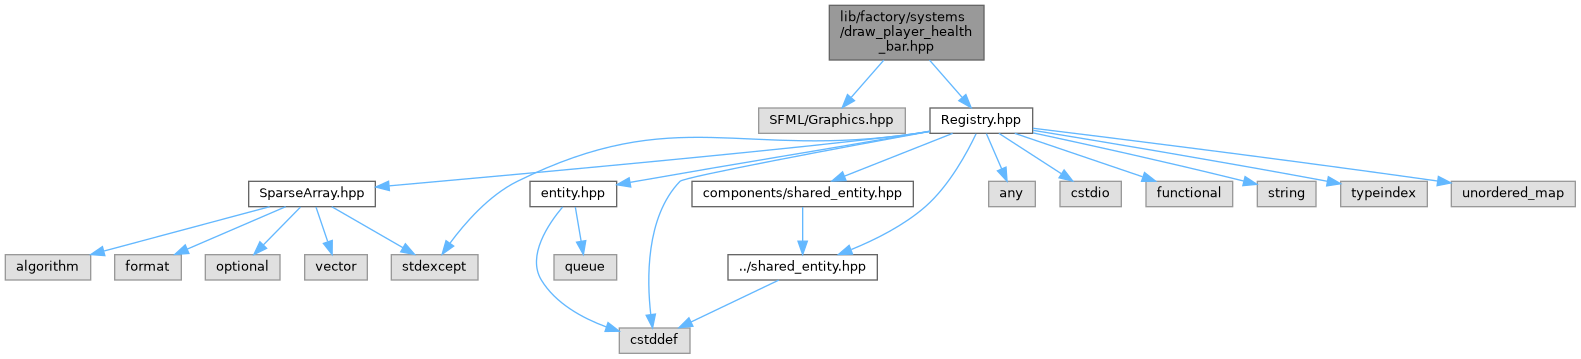 lib/factory/systems
/draw_player_health
_bar.hpp
SFML/Graphics.hpp
Registry.hpp
SparseArray.hpp
entity.hpp
components/shared_entity.hpp
any
cstdio
functional
string
typeindex
unordered_map
algorithm
format
optional
vector
stdexcept
queue
../shared_entity.hpp
cstddef